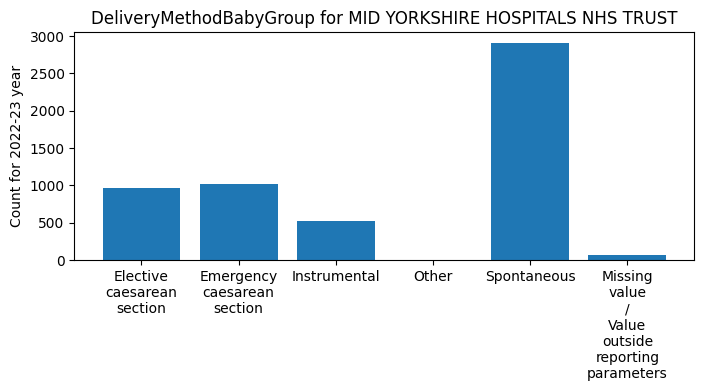 DeliveryMethodBabyGroup for MID YORKSHIRE HOSPITALS NHS TRUST
Count for 2022-23 year
3000
2500
2000
1500
1000
500
0
Elective
caesarean
section
Emergency
caesarean
section
Instrumental
Other
Spontaneous
Missing
value
/
Value
outside
reporting
parameters